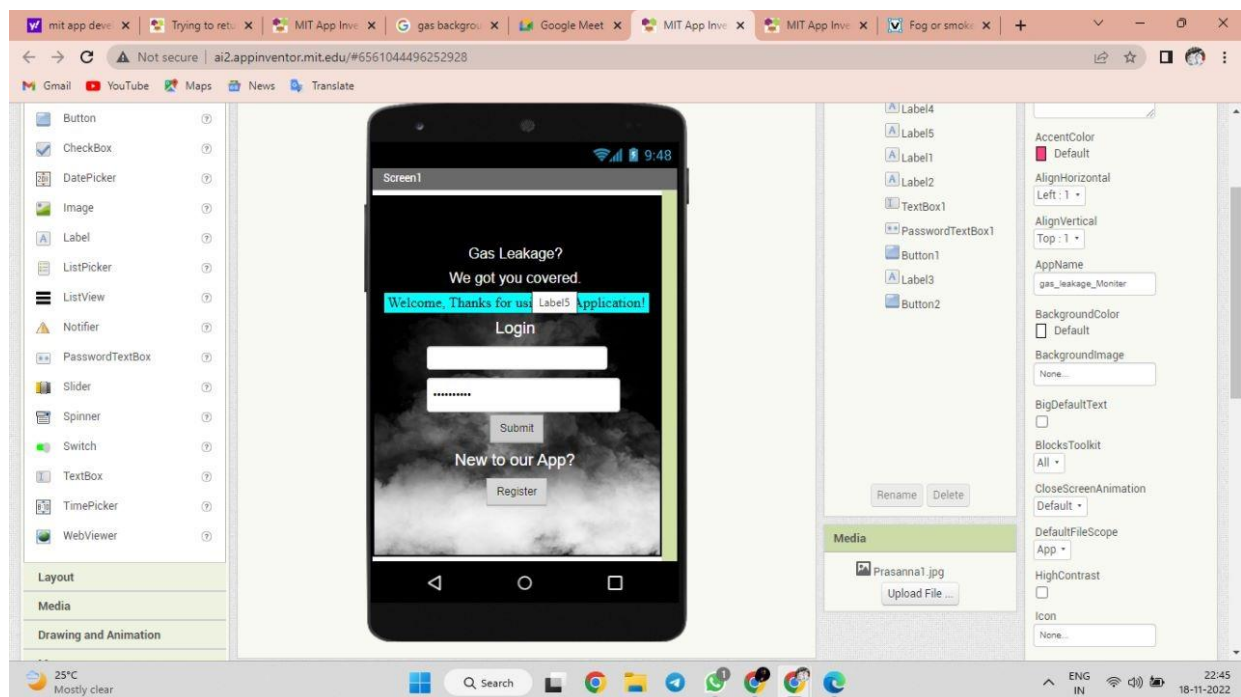 mit app deve
Trying to retu
MIT App Inve
gas backgrou
Google Meet
MIT App Inve
MIT App Inve
Fog or smoke
Not secure | ai2.appinventor.mit.edu/#6561044496252928
Gmail
YouTube
Maps
News
Translate
Button
CheckBox
DatePicker
Image
Label
ListPicker
ListView
Notifier
PasswordTextBox
Slider
Spinner
Switch
TextBox
TimePicker
WebViewer
Layout
Media
Drawing and Animation
9:48
Screen1
Gas Leakage?
We got you covered.
Welcome, Thanks for usi
Label5
Application!
Login
Submit
New to our App?
Register
Label4
Label5
Label1
Label2
TextBox1
PasswordTextBox1
Button1
Label3
Button2
Rename
Delete
Media
Prasanna1.jpg
Upload File ...
AccentColor
Default
AlignHorizontal
Left : 1
AlignVertical
Top : 1
AppName
gas_leakage_Moniter
BackgroundColor
Default
BackgroundImage
None...
BigDefaultText
BlocksToolkit
All
CloseScreenAnimation
Default
DefaultFileScope
App
HighContrast
Icon
None...
25°C
Mostly clear
Search
1
ENG
IN
22:45
18-11-2022